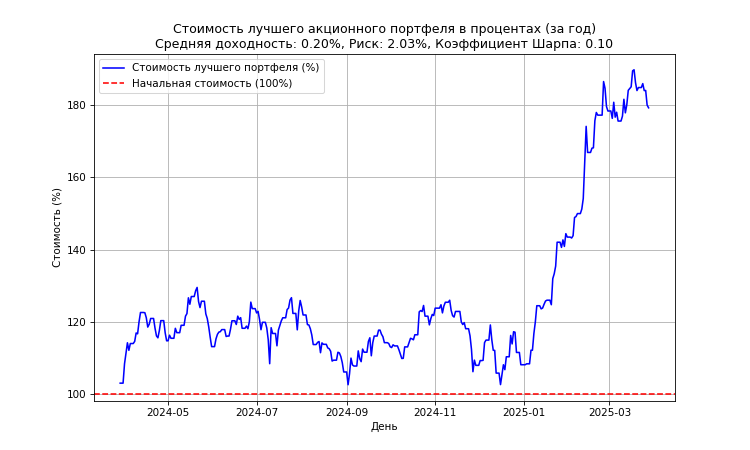 Стоимость лучшего акционного портфеля в процентах (за год)
Средняя доходность: 0.20%, Риск: 2.03%, Коэффициент Шарпа: 0.10
Стоимость лучшего портфеля (%)
Начальная стоимость (100%)
Стоимость (%)
180
160
140
120
100
2024-05
2024-07
2024-09
2024-11
2025-01
2025-03
День